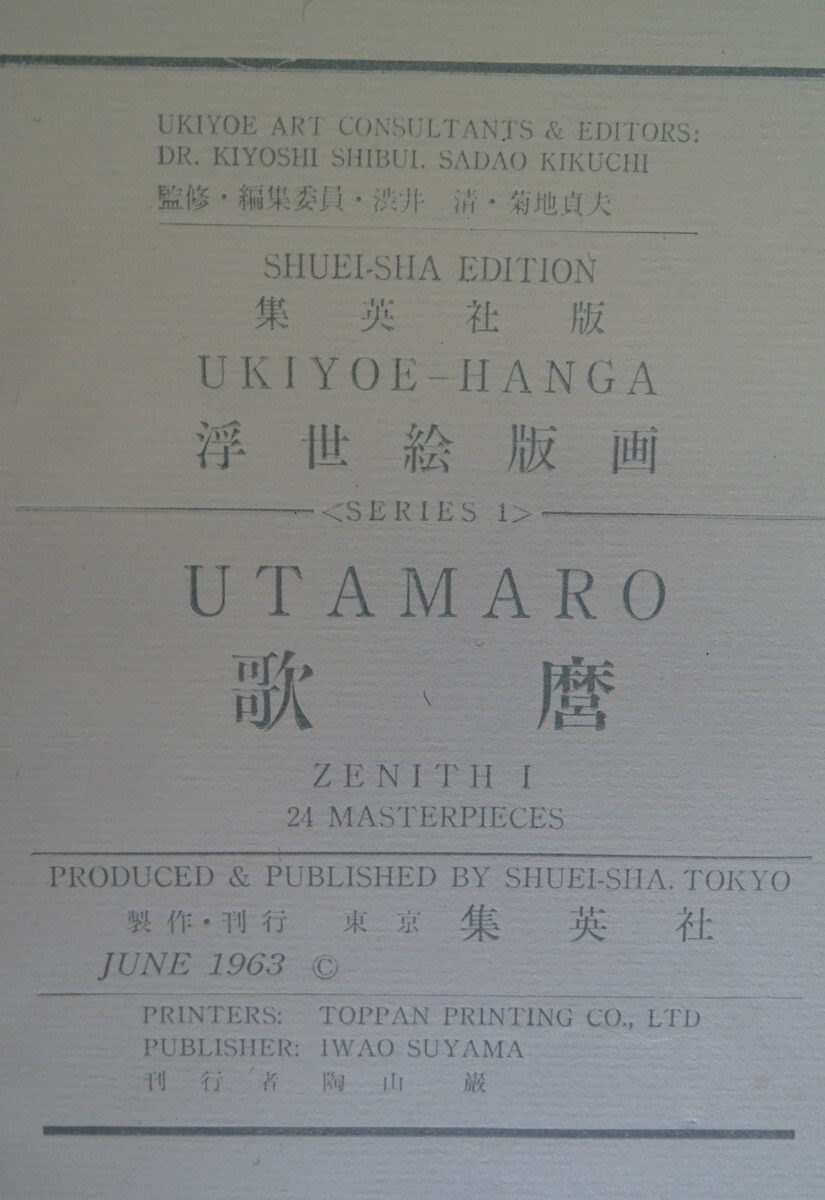 UKIYOE ART CONSULTANTS & EDITORS:
DR. KIYOSHI SHIBUI. SADAO KIKUCHI
監修・編集委員・渋井 清・菊地貞夫
SHUEI-SHA EDITION
集英社版
UKIYOE-HANGA
浮世絵版画
<SERIES 1>
UTAMARO
歌麿
ZENITH I
24 MASTERPIECES
PRODUCED & PUBLISHED BY SHUEI-SHA. TOKYO
製作・刊行 東京 集英社
JUNE 1963 ©
PRINTERS: TOPPAN PRINTING CO., LTD
PUBLISHER: IWAO SUYAMA
刊行者 陶山 巌